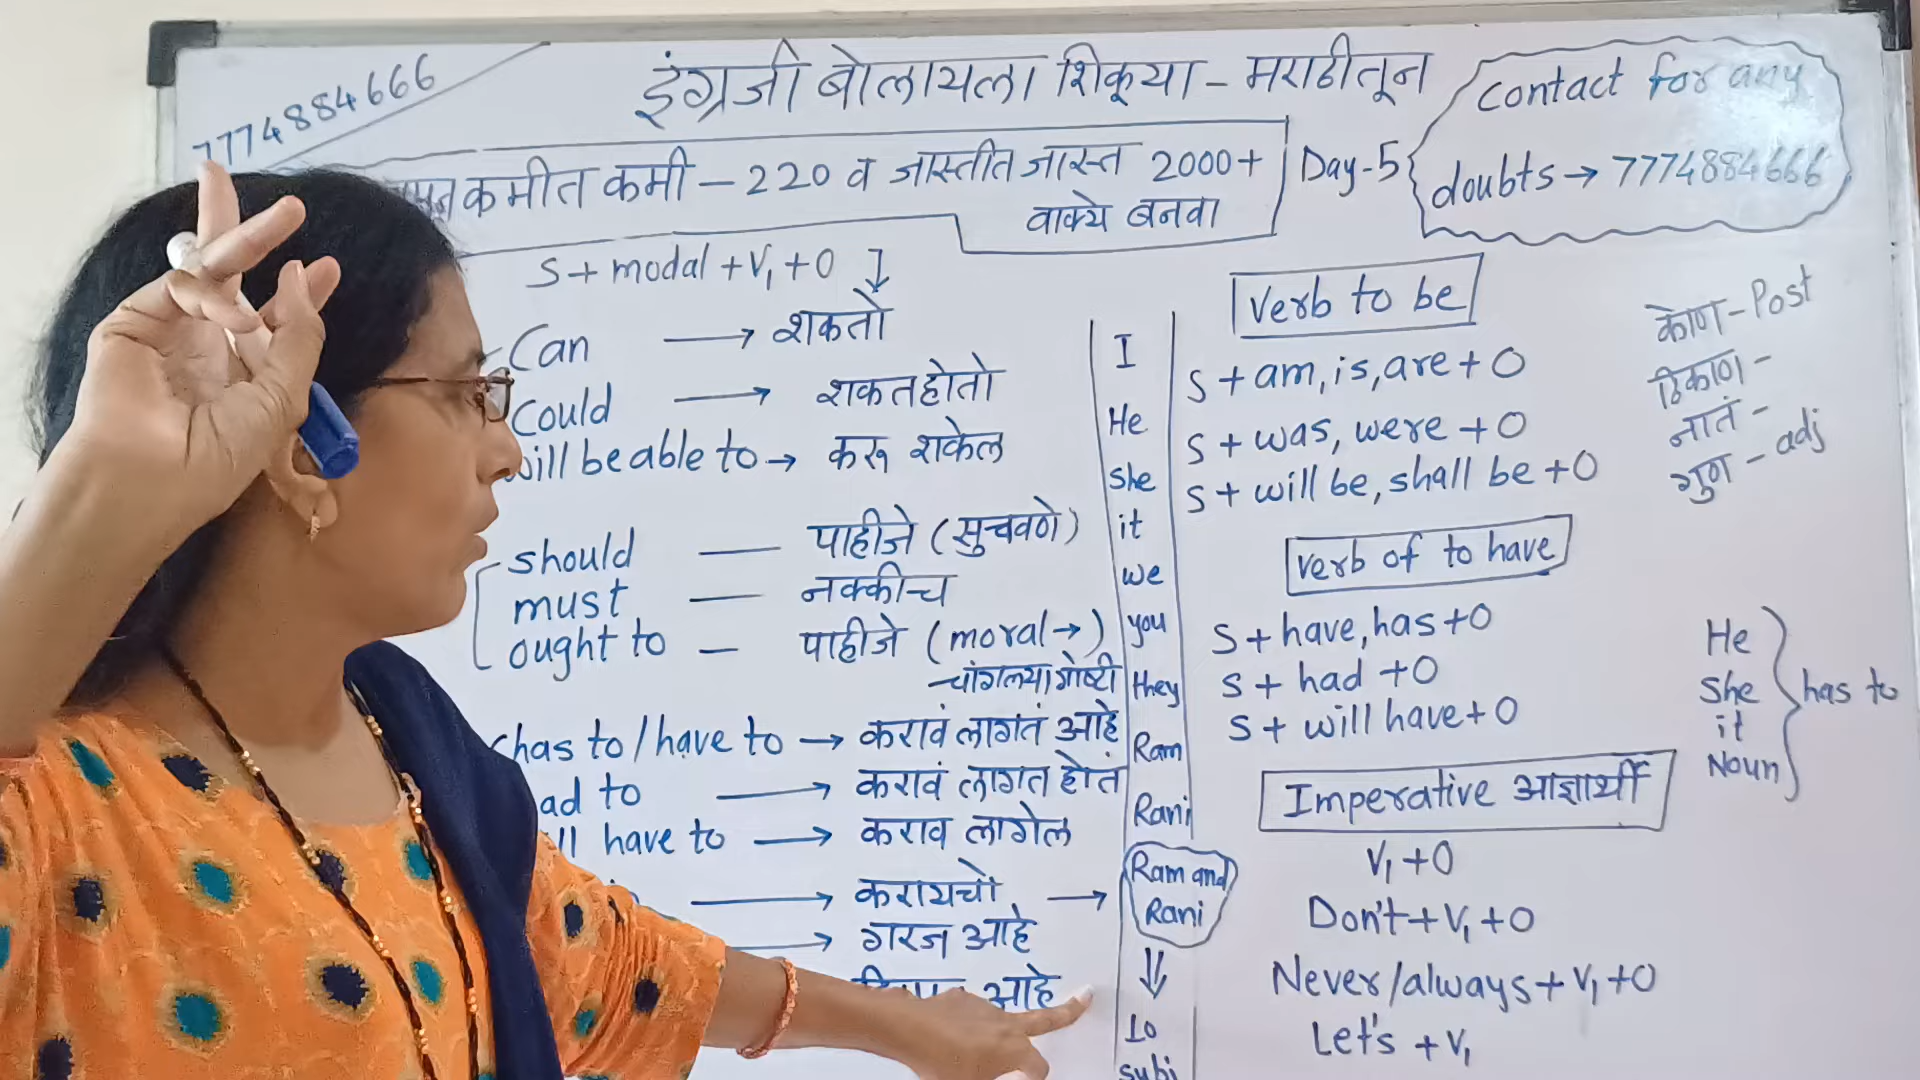 7774884666
इंग्रजी बोलायला शिकूया - मराठीतून
contact for any
doubts → 7774884666
कमीत कमी - 220 व जास्तीत जास्त 2000+
वाक्ये बनवा
Day-5
S + modal + V₁ + O
Can → शकतो
Could → शकत होतो
will be able to → करू शकेल
should — पाहीजे (सुचवणे)
must — नक्कीच
ought to — पाहीजे (moral →)
चांगल्या गोष्टी
has to / have to → करावं लागतं आहे
ad to → करावं लागत होतं
ll have to → कराव लागेल
→ करायचो →
→ गरज आहे
आहे
I
He
she
it
we
you
they
Ram
Rani
Ram and
Rani
10
subj
Verb to be
S + am, is, are + O
S + was, were + O
S + will be, shall be + O
verb of to have
S + have, has + O
S + had + O
S + will have + O
Imperative आज्ञार्थी
V₁ + O
Don't + V₁ + O
Never/always + V₁ + O
Let's + V₁
कोण - Post
ठिकाण -
नातं -
गुण - adj
He
She
it
Noun
has to